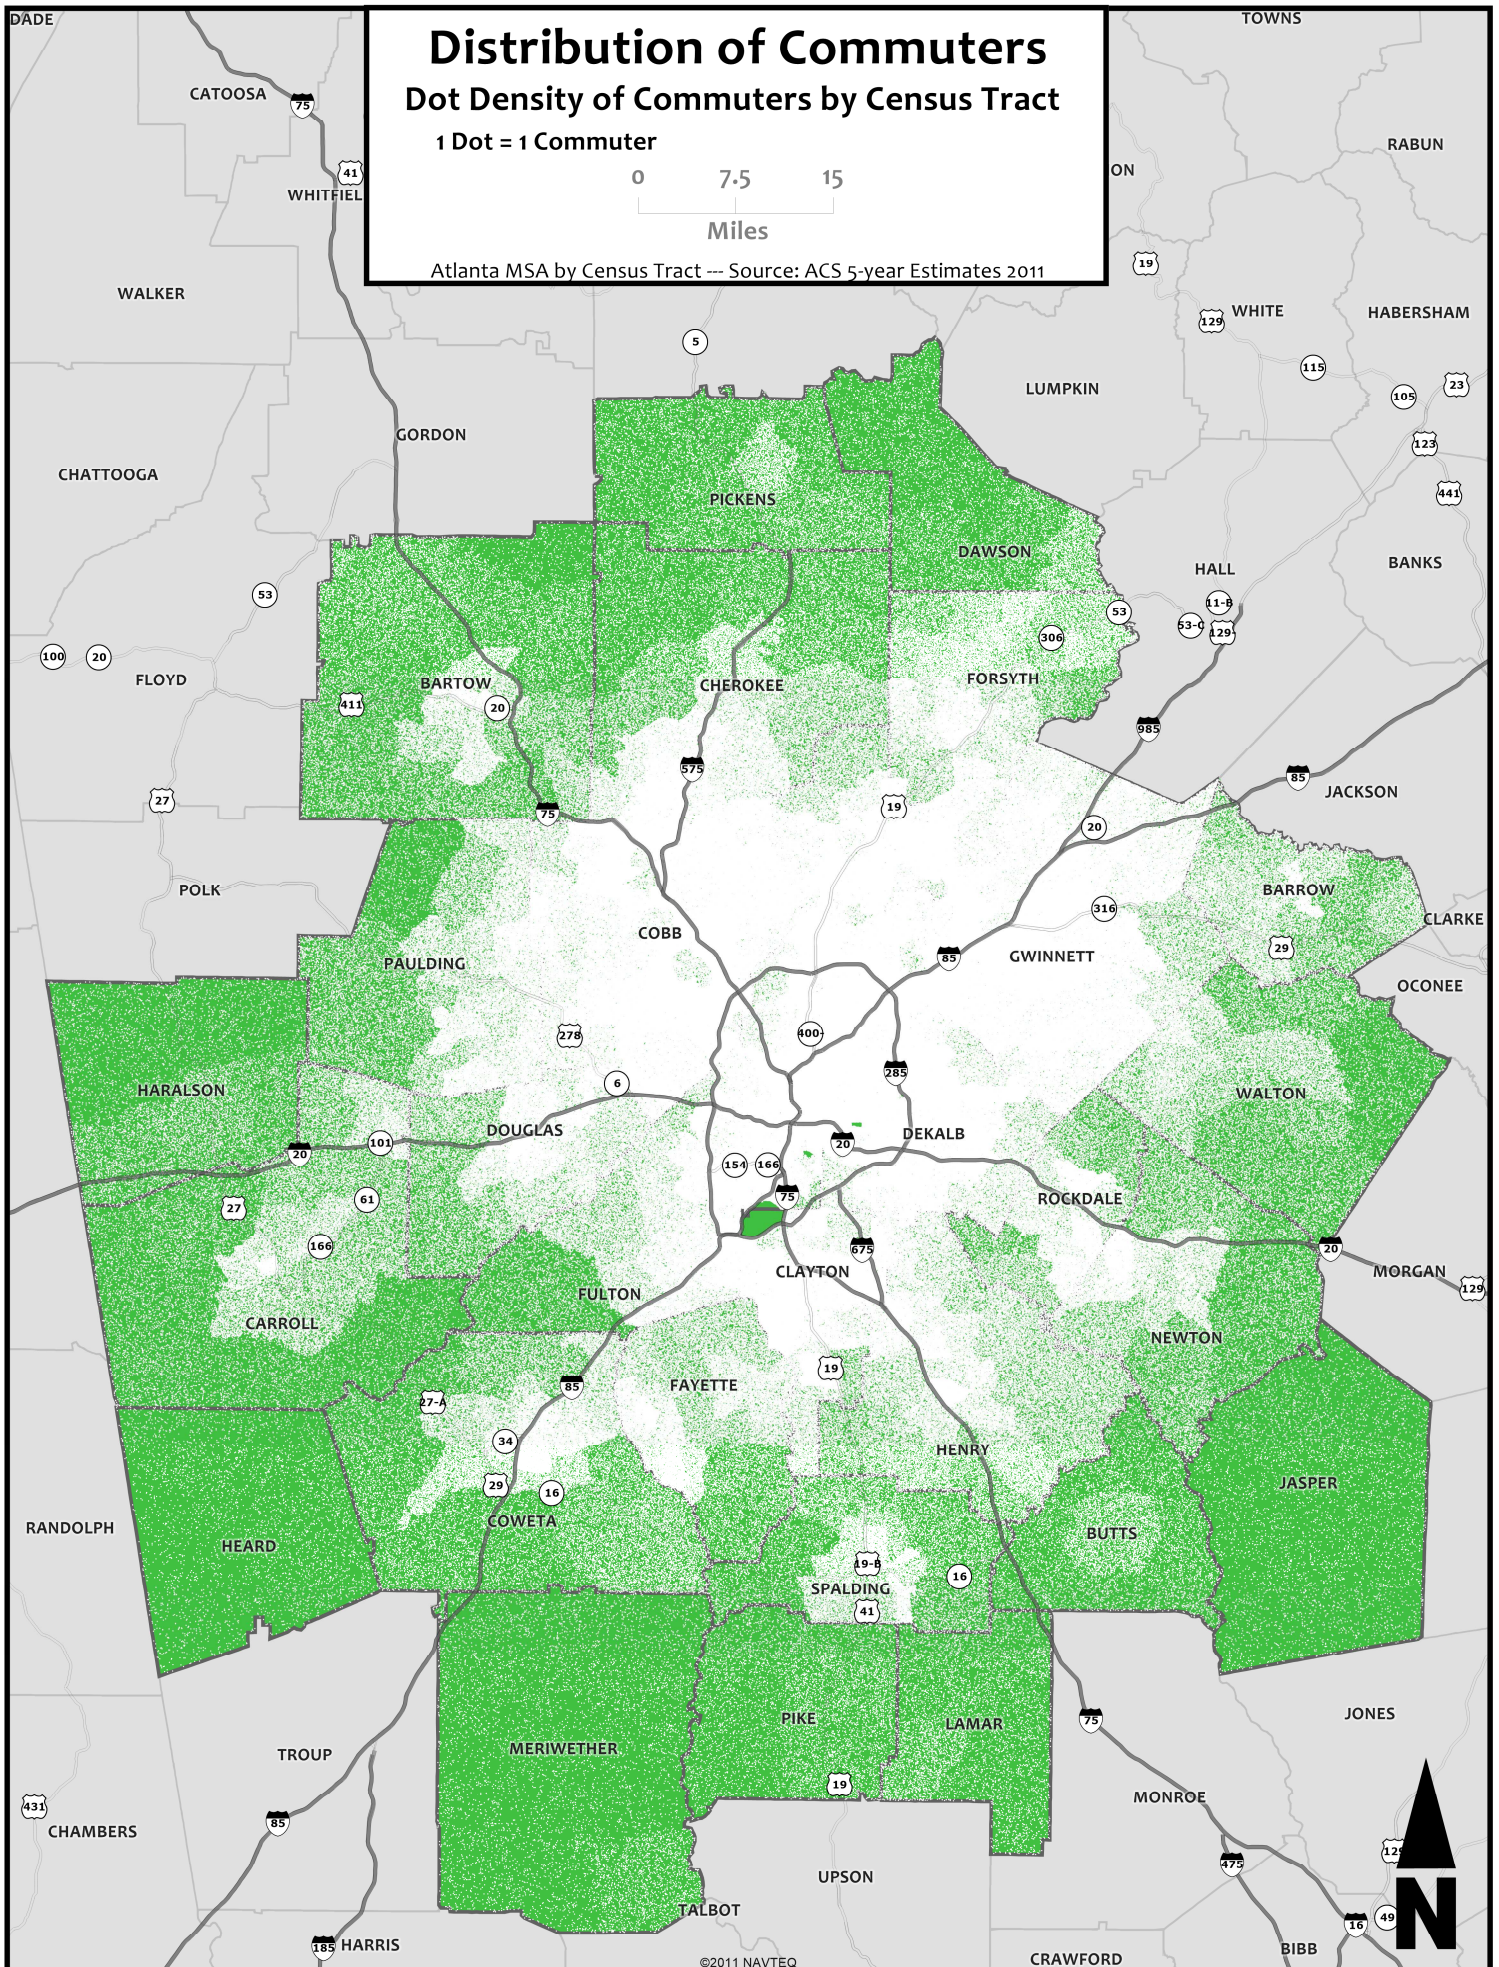 DADE
TOWNS
Distribution of Commuters
Dot Density of Commuters by Census Tract
1 Dot = 1 Commuter
0 7.5 15
Miles
Atlanta MSA by Census Tract --- Source: ACS 5-year Estimates 2011
CATOOSA
75
41
WHITFIEL
RABUN
ON
19
WALKER
129
WHITE
HABERSHAM
5
115
23
105
LUMPKIN
GORDON
123
CHATTOOGA
441
PICKENS
DAWSON
HALL
BANKS
53
53
11-B
53-C
129-
306
100
20
FLOYD
BARTOW
CHEROKEE
FORSYTH
411
20
985
575
85
27
75
19
JACKSON
20
POLK
BARROW
316
CLARKE
COBB
29
PAULDING
85
GWINNETT
OCONEE
278
400-
285
6
HARALSON
WALTON
DOUGLAS
DEKALB
101
20
20
154
166
61
75
ROCKDALE
27
166
675
20
CLAYTON
MORGAN
129
FULTON
CARROLL
NEWTON
19
85
FAYETTE
27-A
34
HENRY
29
16
JASPER
COWETA
RANDOLPH
HEARD
BUTTS
19-B
16
SPALDING
41
PIKE
LAMAR
75
JONES
MERIWETHER
TROUP
19
MONROE
431
85
CHAMBERS
129
475
UPSON
TALBOT
16
49
N
185
HARRIS
BIBB
CRAWFORD
©2011 NAVTEQ